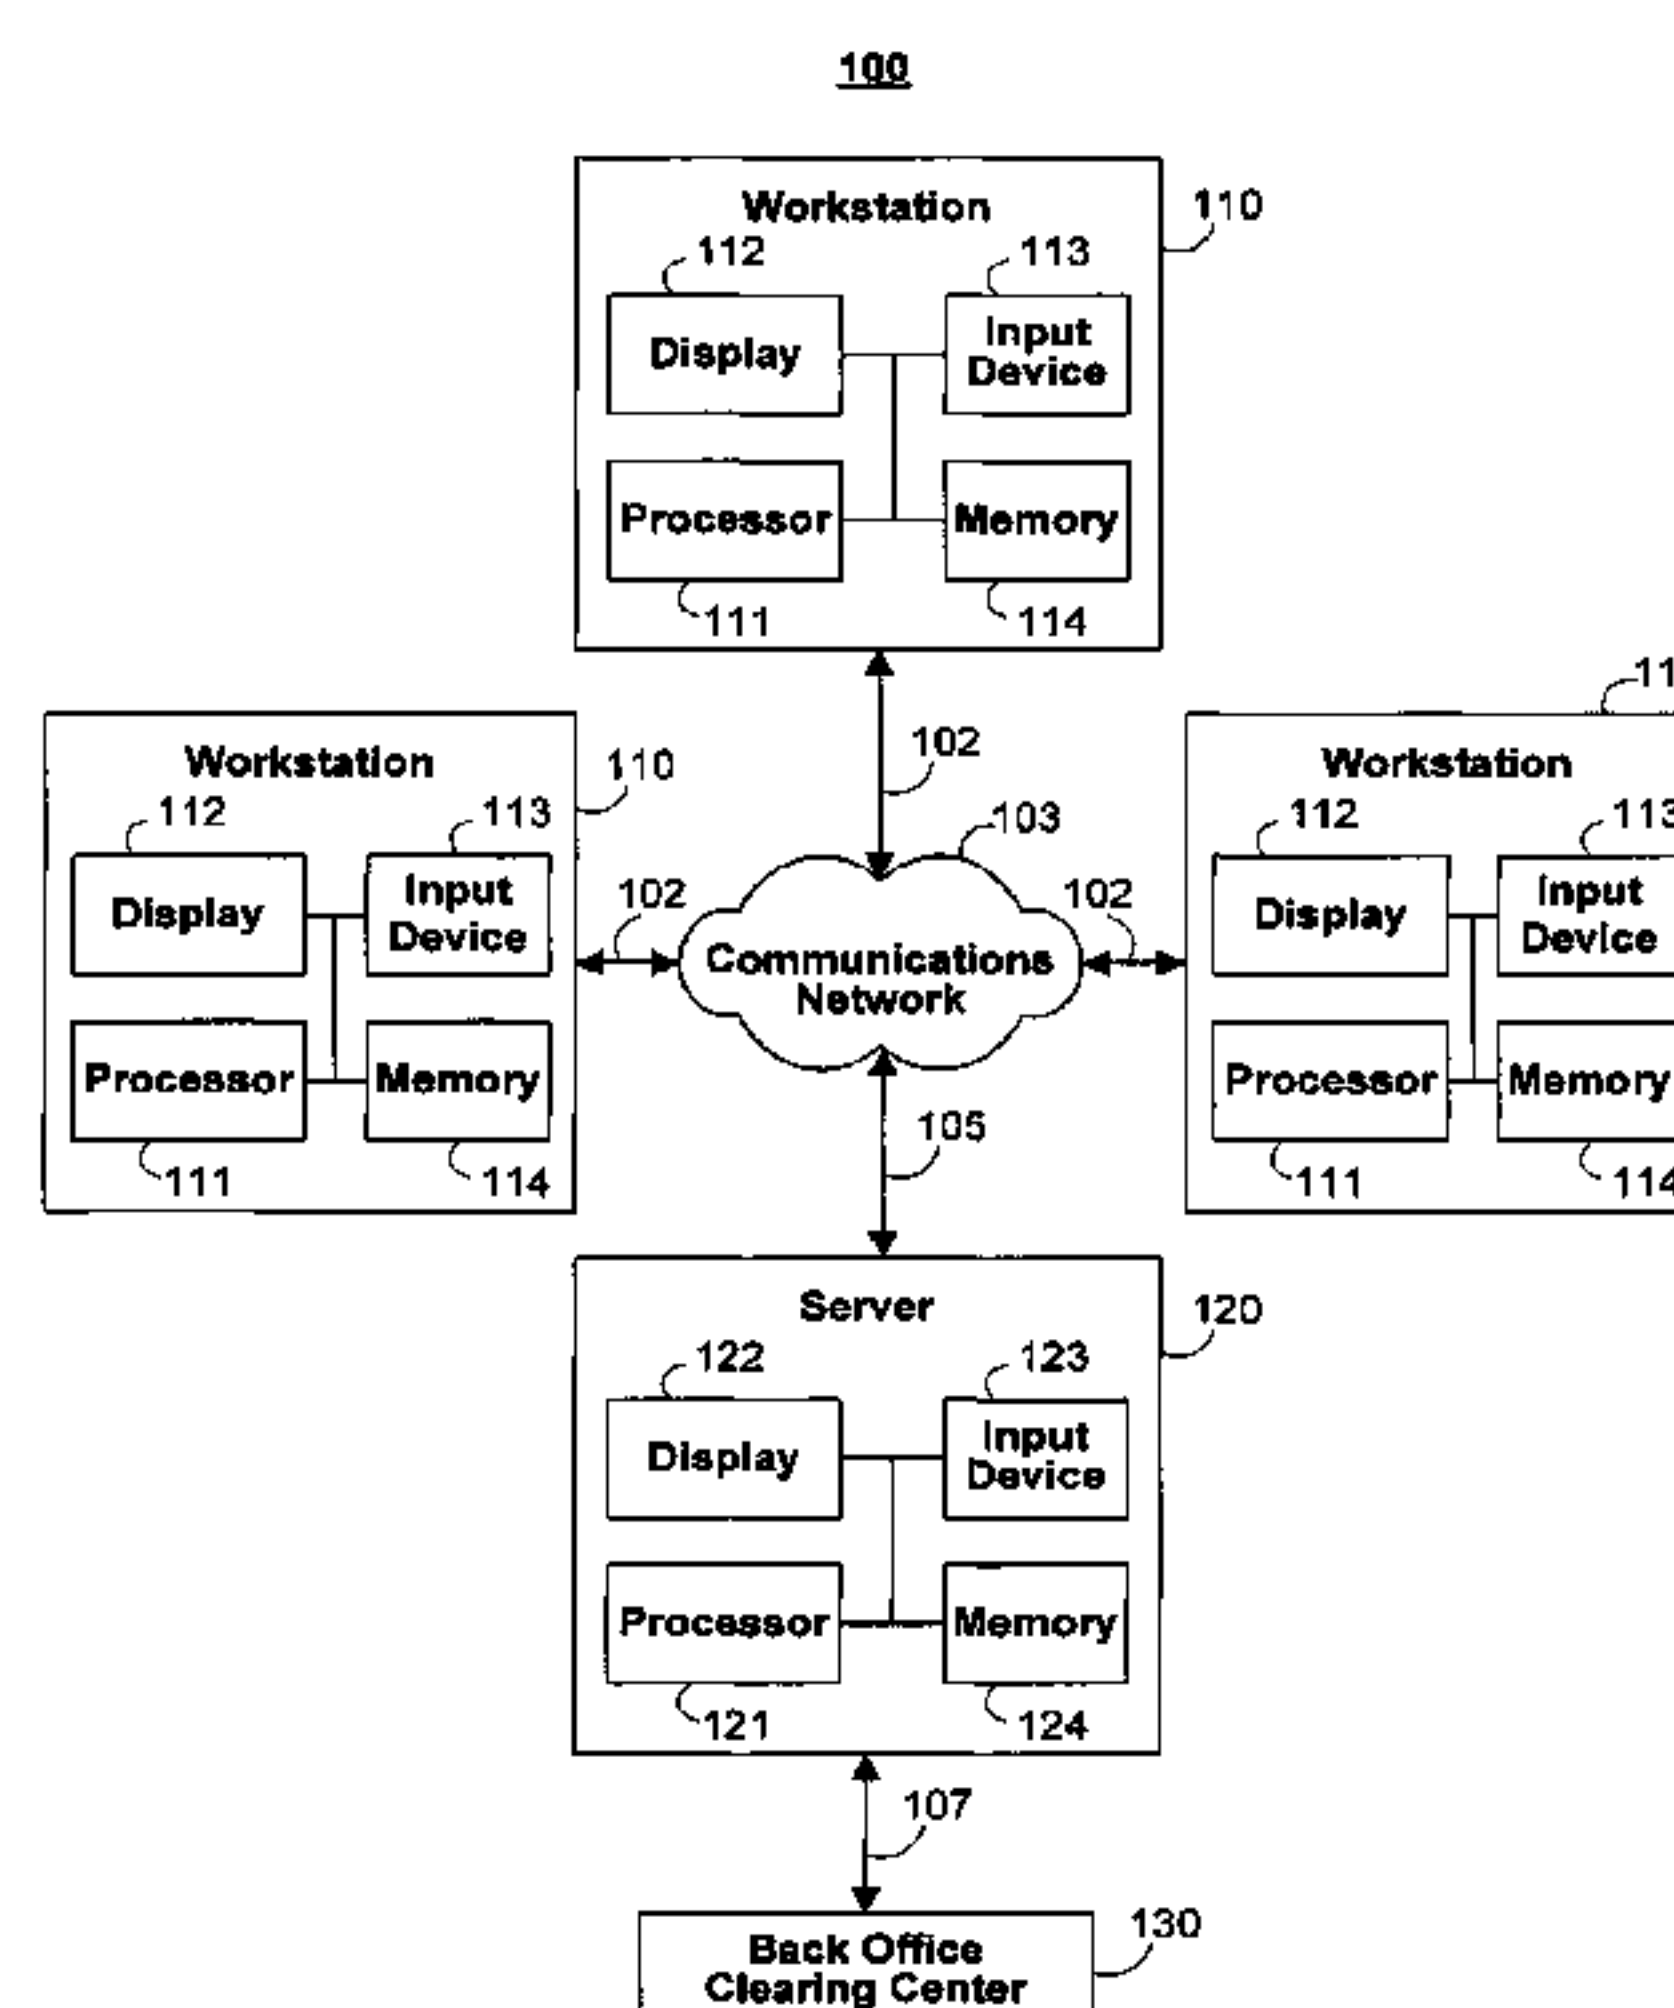 100
Workstation
110
112
113
Display
Input
Device
Processor
Memory
111
114
102
103
Workstation
110
112
113
Display
Input
Device
Processor
Memory
111
114
102
Communications
Network
102
Workstation
112
113
Display
Input
Device
Processor
Memory
111
114
105
Server
120
122
123
Display
Input
Device
Processor
Memory
121
124
107
Back Office
Clearing Center
130